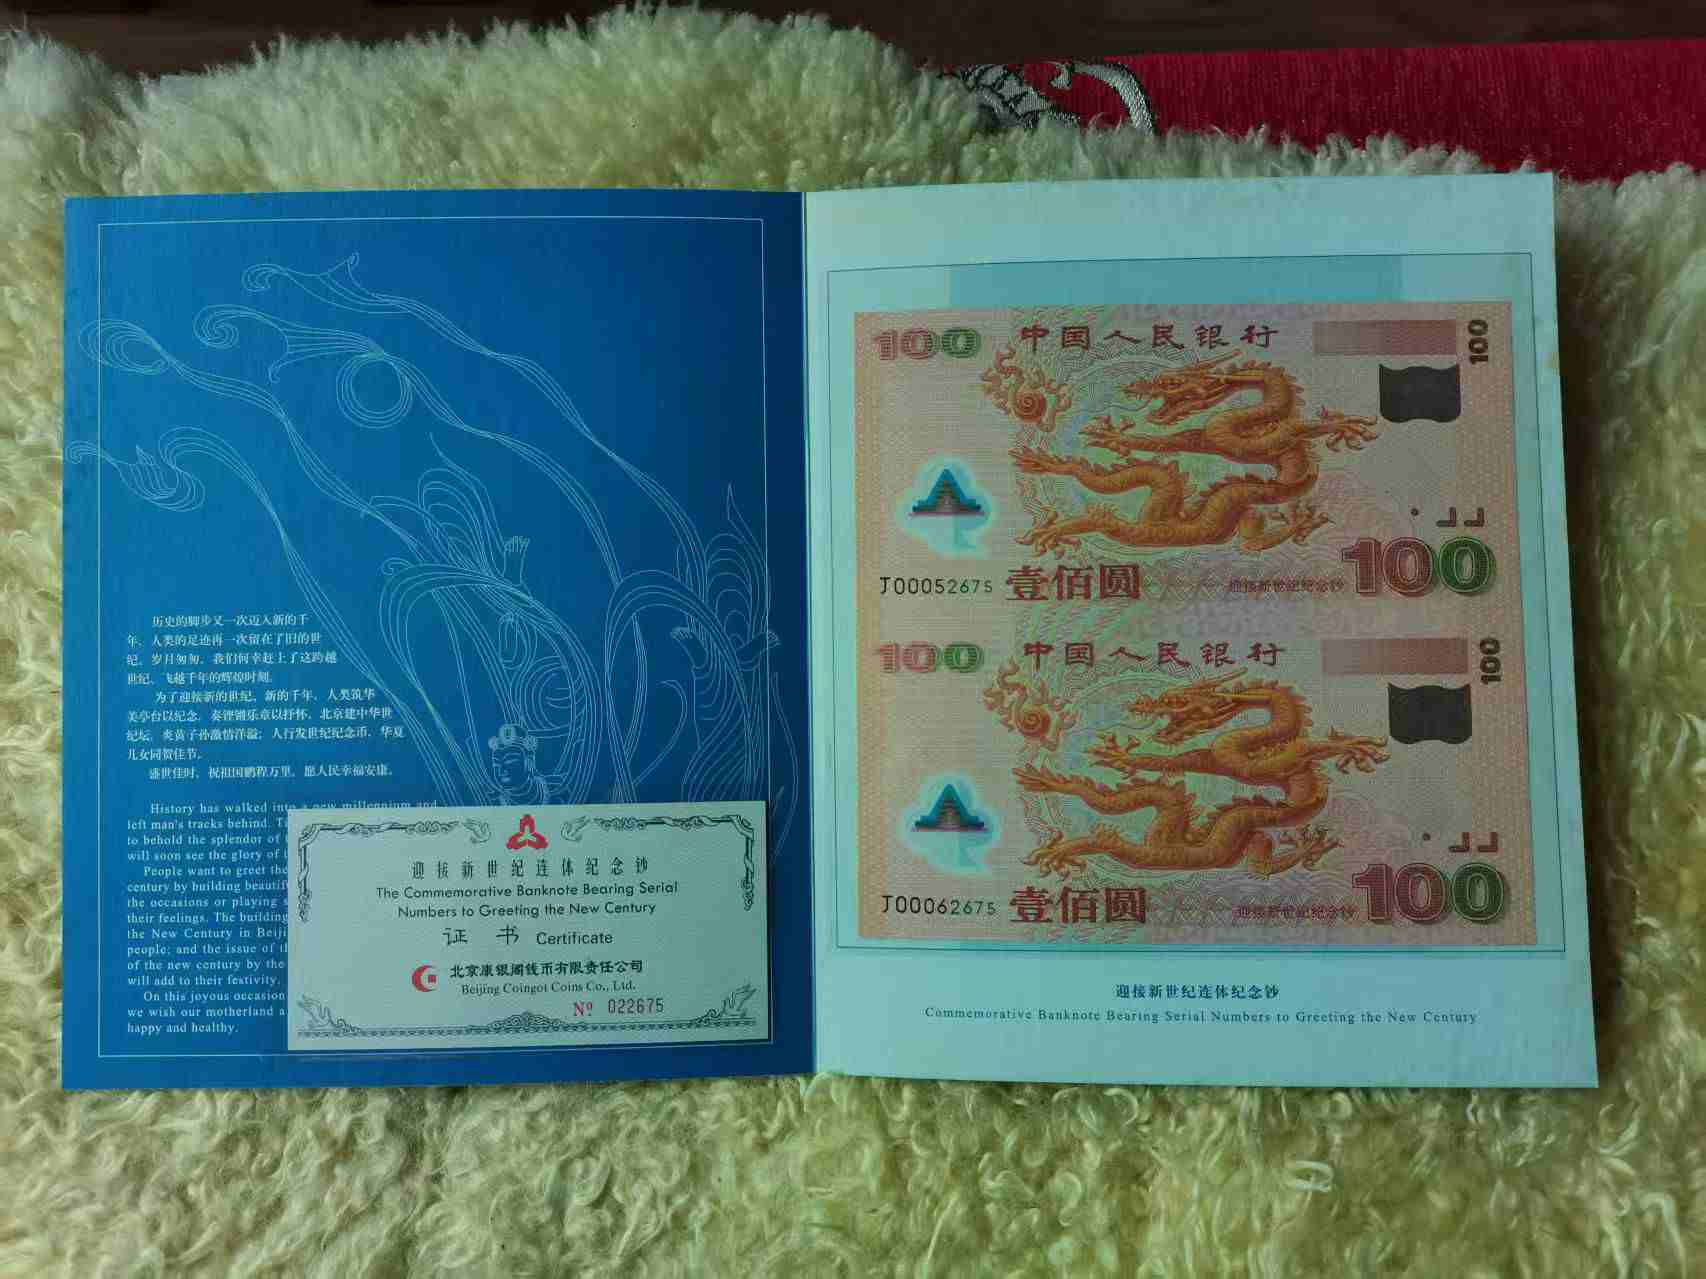 历史的脚步又一次迈入新的千
年，人类的足迹再一次留在了旧的世
纪。岁月匆匆，我们何幸赶上了这跨越
世纪、飞越千年的辉煌时刻。
为了迎接新的世纪，新的千年，人类筑华
美亭台以纪念，奏铿锵乐章以抒怀。北京建中华世
纪坛，炎黄子孙激情洋溢；人行发世纪纪念币，华夏
儿女同贺佳节。
盛世佳时，祝祖国鹏程万里，愿人民幸福安康。
History has walked into a new millennium and
left man's tracks behind.
to behold the splendor of
will soon see the glory of
People want to greet the
century by building beautif
the occasions or playing s
their feelings. The building
the New Century in Beiji
people; and the issue of th
of the new century by the
will add to their festivity.
On this joyous occasion
we wish our motherland a
happy and healthy.
迎接新世纪连体纪念钞
The Commemorative Banknote Bearing Serial
Numbers to Greeting the New Century
证 书 Certificate
北京康银阁钱币有限责任公司
Beijing Coingot Coins Co., Ltd.
Nº 022675
100 中国人民银行 100
J00052675 壹佰圆 迎接新世纪纪念钞 100
100 中国人民银行 100
J00062675 壹佰圆 迎接新世纪纪念钞 100
迎接新世纪连体纪念钞
Commemorative Banknote Bearing Serial Numbers to Greeting the New Century